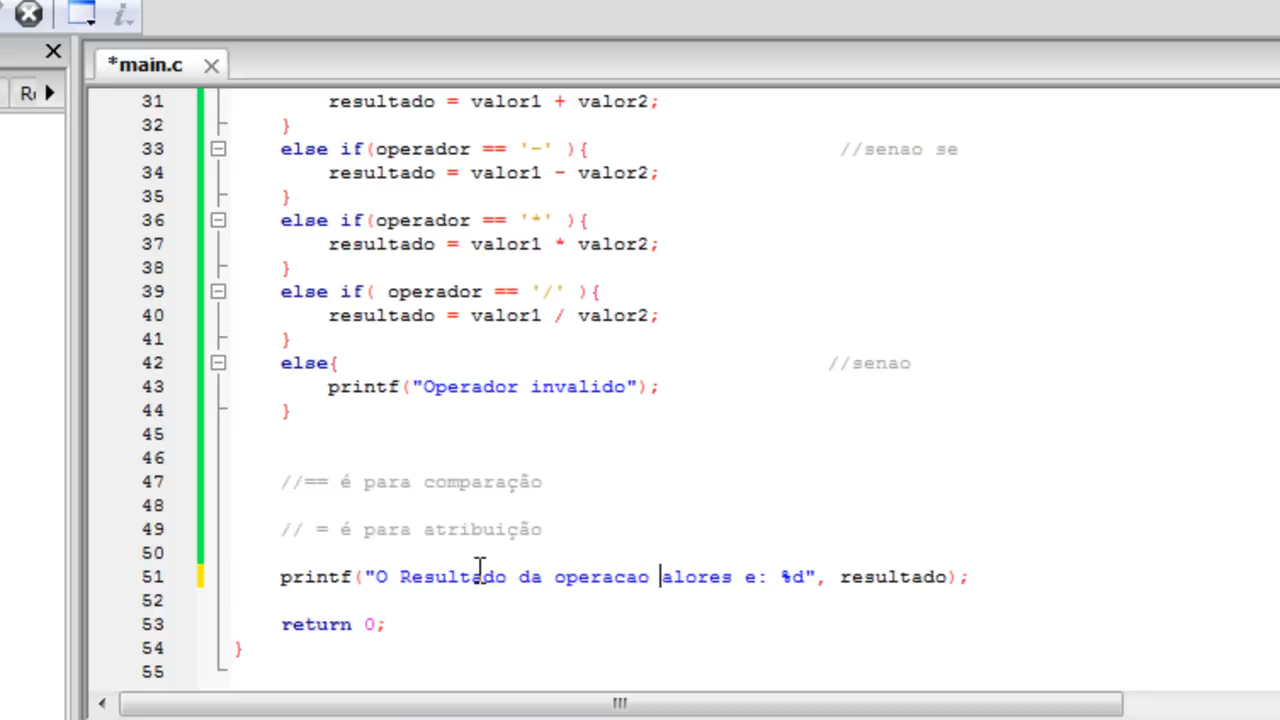 *main.c
31 resultado = valor1 + valor2;
32 }
33 else if(operador == '-' ){ //senao se
34 resultado = valor1 - valor2;
35 }
36 else if(operador == '*' ){
37 resultado = valor1 * valor2;
38 }
39 else if( operador == '/' ){
40 resultado = valor1 / valor2;
41 }
42 else{ //senao
43 printf("Operador invalido");
44 }
45
46
47 //== é para comparação
48
49 // = é para atribuição
50
51 printf("O Resultado da operacao alores e: %d", resultado);
52
53 return 0;
54 }
55